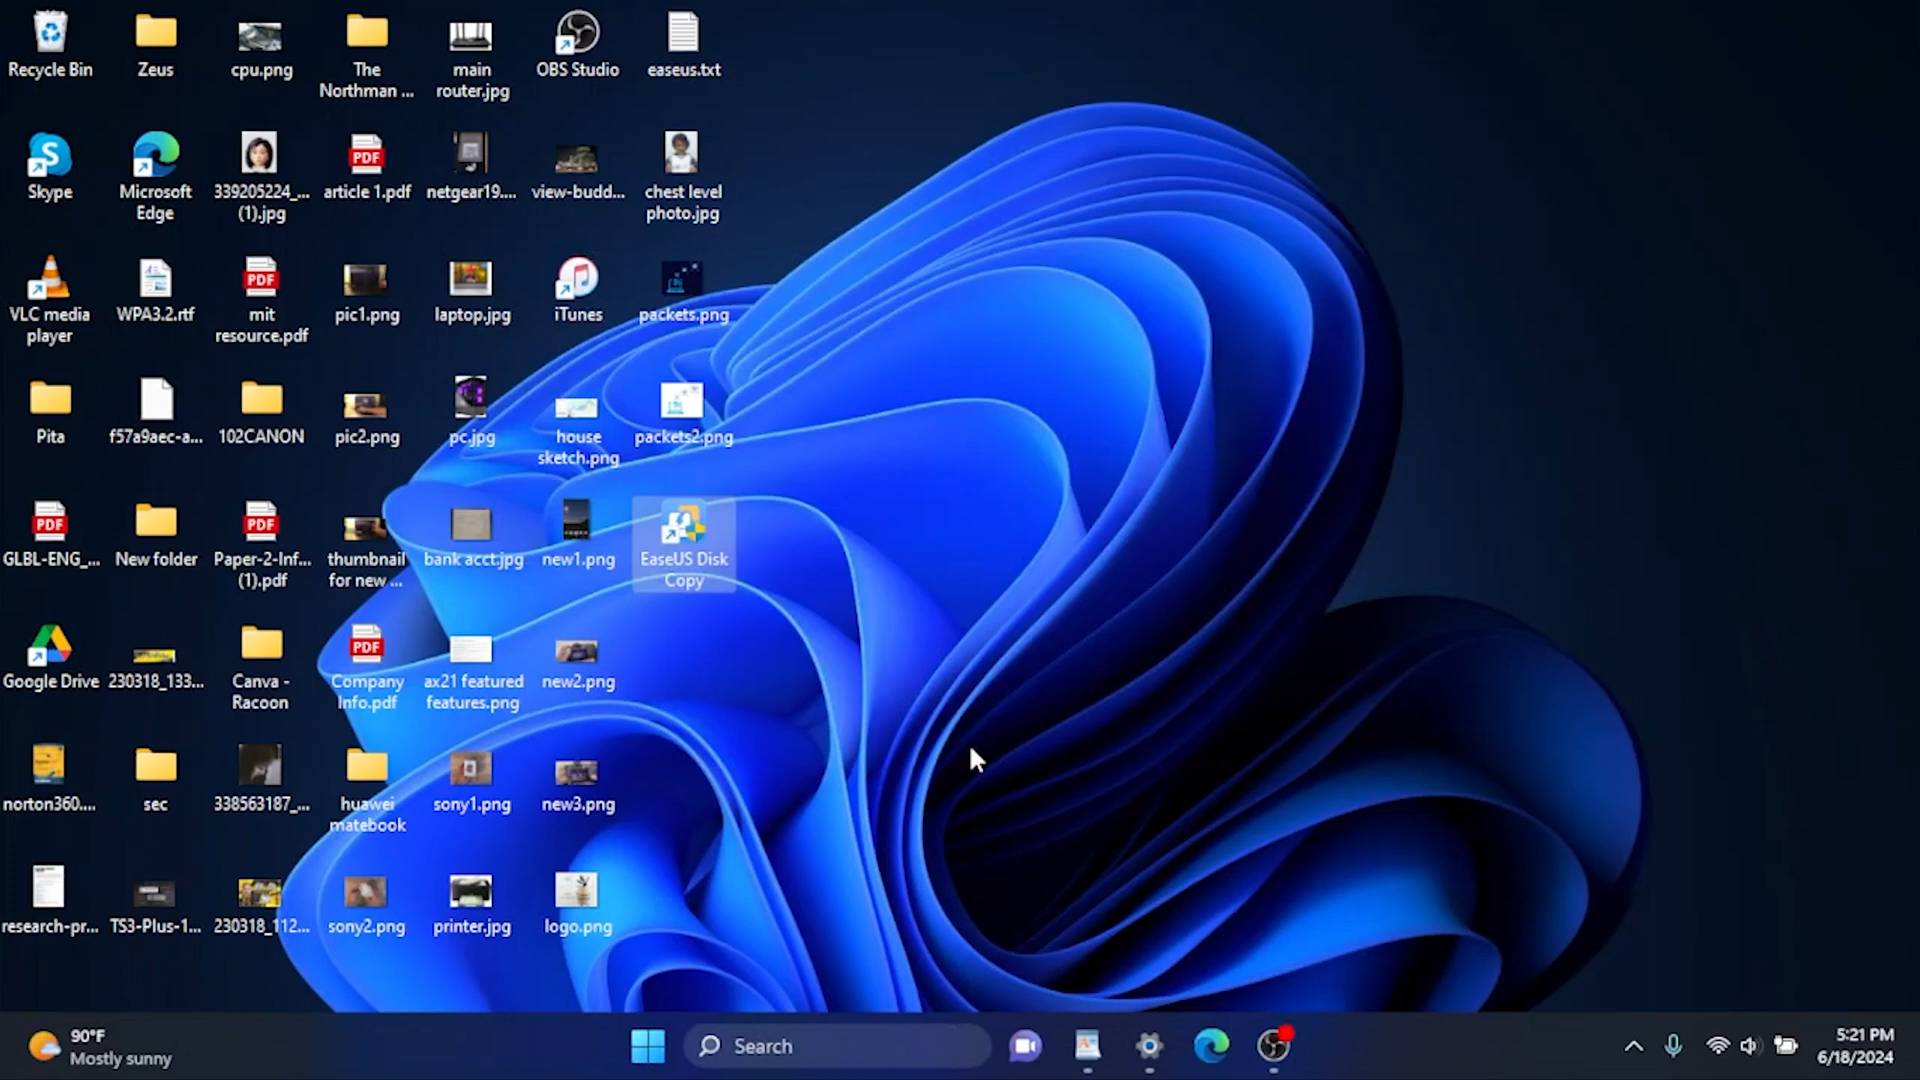 Recycle Bin
Zeus
cpu.png
The
Northman ...
main
router.jpg
OBS Studio
easeus.txt
Skype
Microsoft
Edge
339205224_...
(1).jpg
PDF
article 1.pdf
netgear19....
view-budd...
chest level
photo.jpg
VLC media
player
WPA3.2.rtf
PDF
mit
resource.pdf
pic1.png
laptop.jpg
iTunes
packets.png
Pita
f57a9aec-a...
102CANON
pic2.png
pc.jpg
house
sketch.png
packets2.png
PDF
GLBL-ENG_...
New folder
PDF
Paper-2-Inf...
(1).pdf
thumbnail
for new ...
bank acct.jpg
new1.png
EaseUS Disk
Copy
Google Drive
230318_133...
Canva -
Racoon
PDF
Company
Info.pdf
ax21 featured
features.png
new2.png
norton360....
sec
338563187_...
huawei
matebook
sony1.png
new3.png
research-pr...
TS3-Plus-1...
230318_112...
sony2.png
printer.jpg
logo.png
90°F
Mostly sunny
Search
5:21 PM
6/18/2024